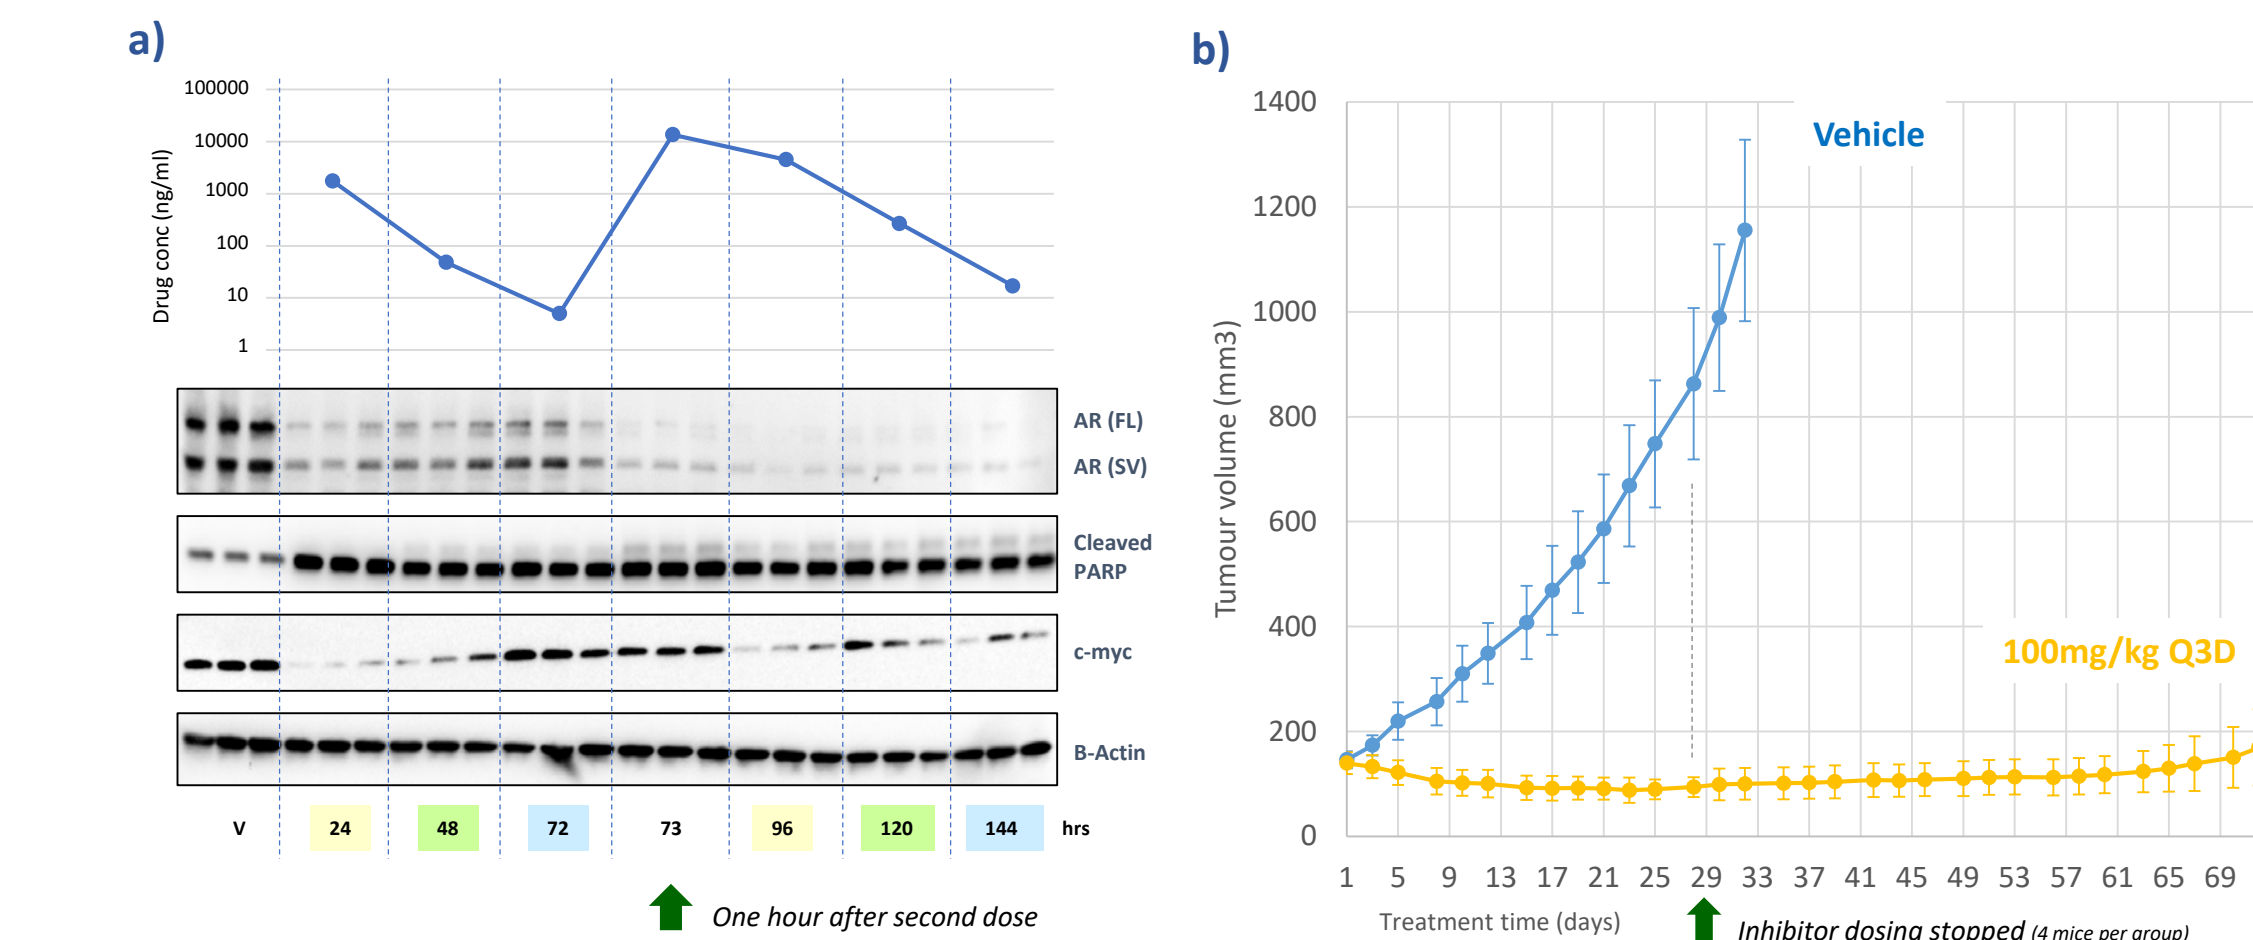 a)
100000
10000
1000
100
10
1
Drug conc (ng/ml)
AR (FL)
AR (SV)
Cleaved
PARP
c-myc
B-Actin
V 24 48 72 73 96 120 144 hrs
One hour after second dose
b)
1400
1200
1000
800
600
400
200
0
Tumour volume (mm3)
Vehicle
100mg/kg Q3D
1 5 9 13 17 21 25 29 33 37 41 45 49 53 57 61 65 69
Treatment time (days)
Inhibitor dosing stopped (4 mice per group)